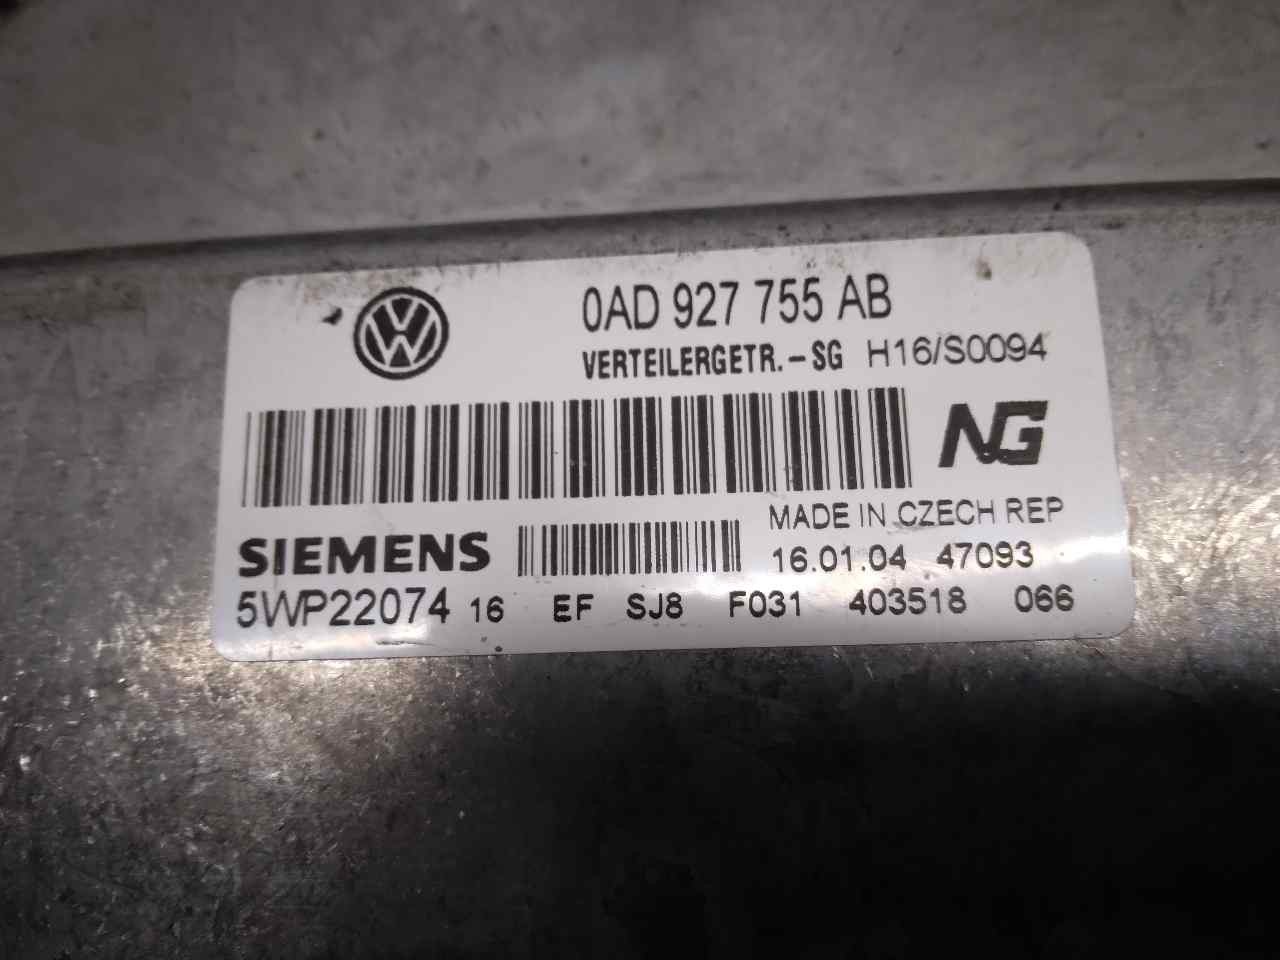 0AD 927 755 AB
VERTEILERGETR.-SG H16/S0094
NG
MADE IN CZECH REP
SIEMENS 16.01.04 47093
5WP22074 16 EF SJ8 F031 403518 066